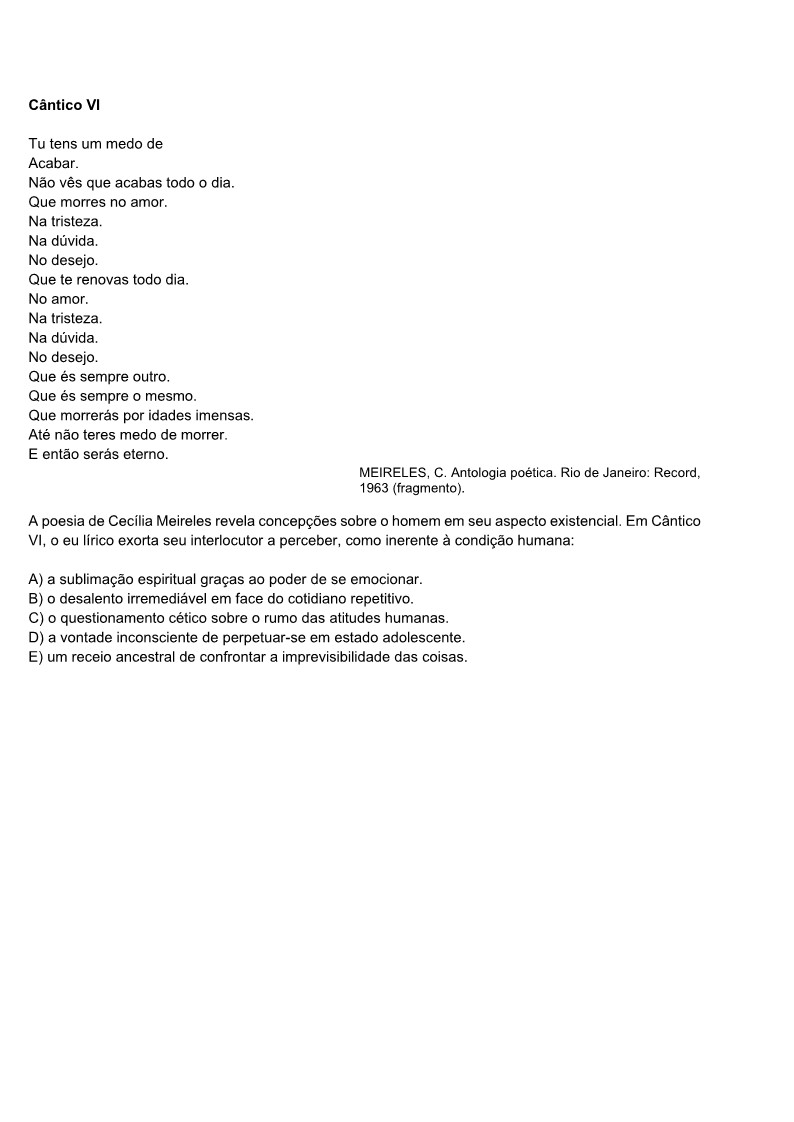 Cântico VI
Tu tens um medo de
Acabar.
Não vês que acabas todo o dia.
Que morres no amor.
Na tristeza.
Na dúvida.
No desejo.
Que te renovas todo dia.
No amor.
Na tristeza.
Na dúvida.
No desejo.
Que és sempre outro.
Que és sempre o mesmo.
Que morrerás por idades imensas.
Até não teres medo de morrer.
E então serás eterno.
MEIRELES, C. Antologia poética. Rio de Janeiro: Record,
1963 (fragmento).
A poesia de Cecília Meireles revela concepções sobre o homem em seu aspecto existencial. Em Cântico
VI, o eu lírico exorta seu interlocutor a perceber, como inerente à condição humana:
A) a sublimação espiritual graças ao poder de se emocionar.
B) o desalento irremediável em face do cotidiano repetitivo.
C) o questionamento cético sobre o rumo das atitudes humanas.
D) a vontade inconsciente de perpetuar-se em estado adolescente.
E) um receio ancestral de confrontar a imprevisibilidade das coisas.